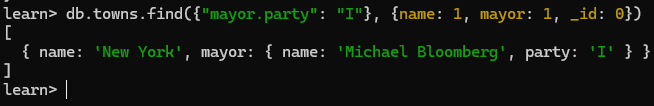 learn> db.towns.find({"mayor.party": "I"}, {name: 1, mayor: 1, _id: 0})
[
  { name: 'New York', mayor: { name: 'Michael Bloomberg', party: 'I' } }
]
learn>